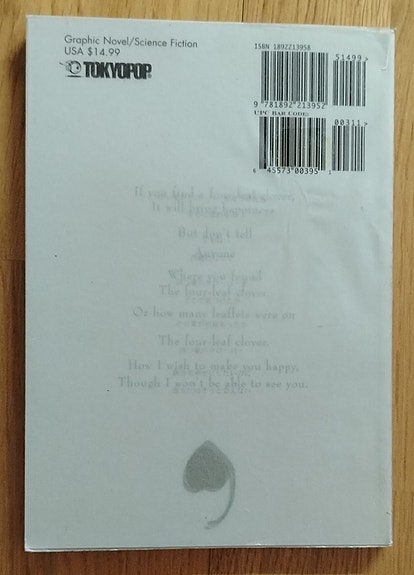 Graphic Novel/Science Fiction
USA $14.99
TOKYOPOP
ISBN 1892213958
51499>
9 781892 213952
UPC BAR CODE:
00311>
6 45573 00395 1
If you find a four-leaf clover,
It will bring happiness
But don't tell
Anyone
Where you found
The four-leaf clover.
Or how many leaflets were on
The four-leaf clover.
How I wish to make you happy,
Though I won't be able to see you.